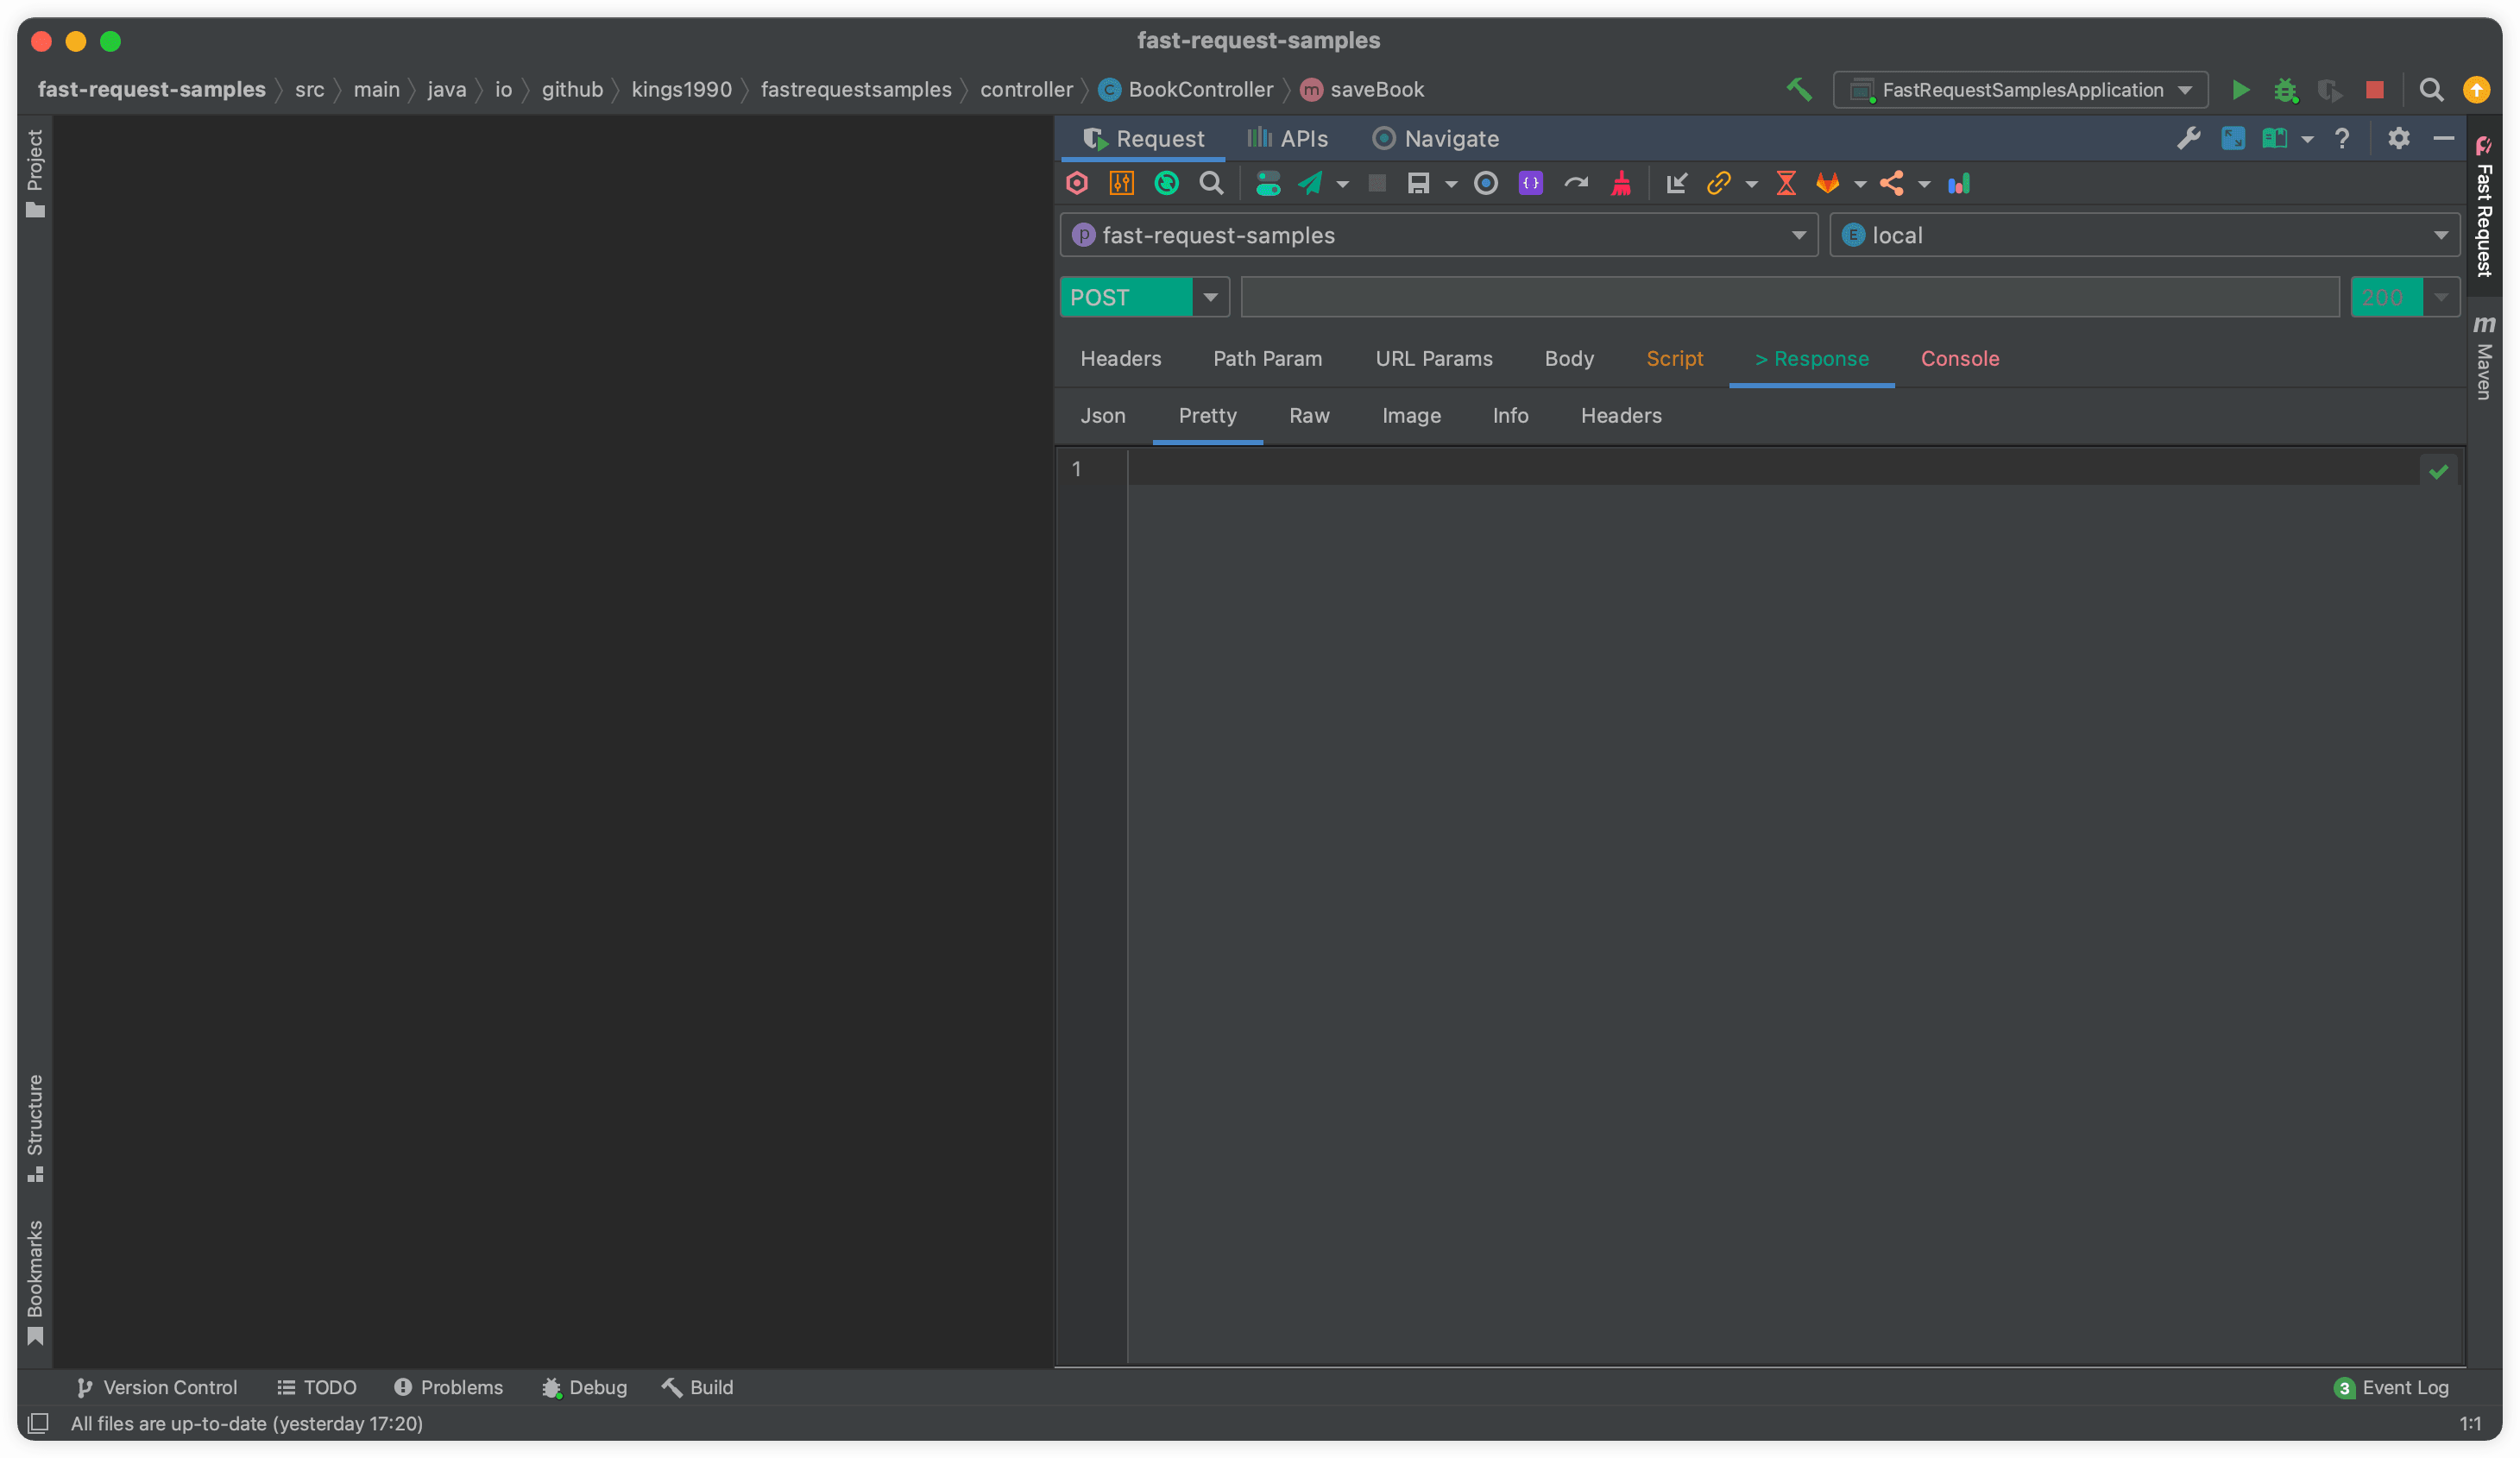 fast-request-samples
fast-request-samples src main java io github kings1990 fastrequestsamples controller BookController saveBook FastRequestSamplesApplication
Project
Request APIs Navigate
Fast Request
fast-request-samples local
POST 200
Maven
Headers Path Param URL Params Body Script > Response Console
Json Pretty Raw Image Info Headers
1
Structure
Bookmarks
Version Control TODO Problems Debug Build 3 Event Log
All files are up-to-date (yesterday 17:20) 1:1